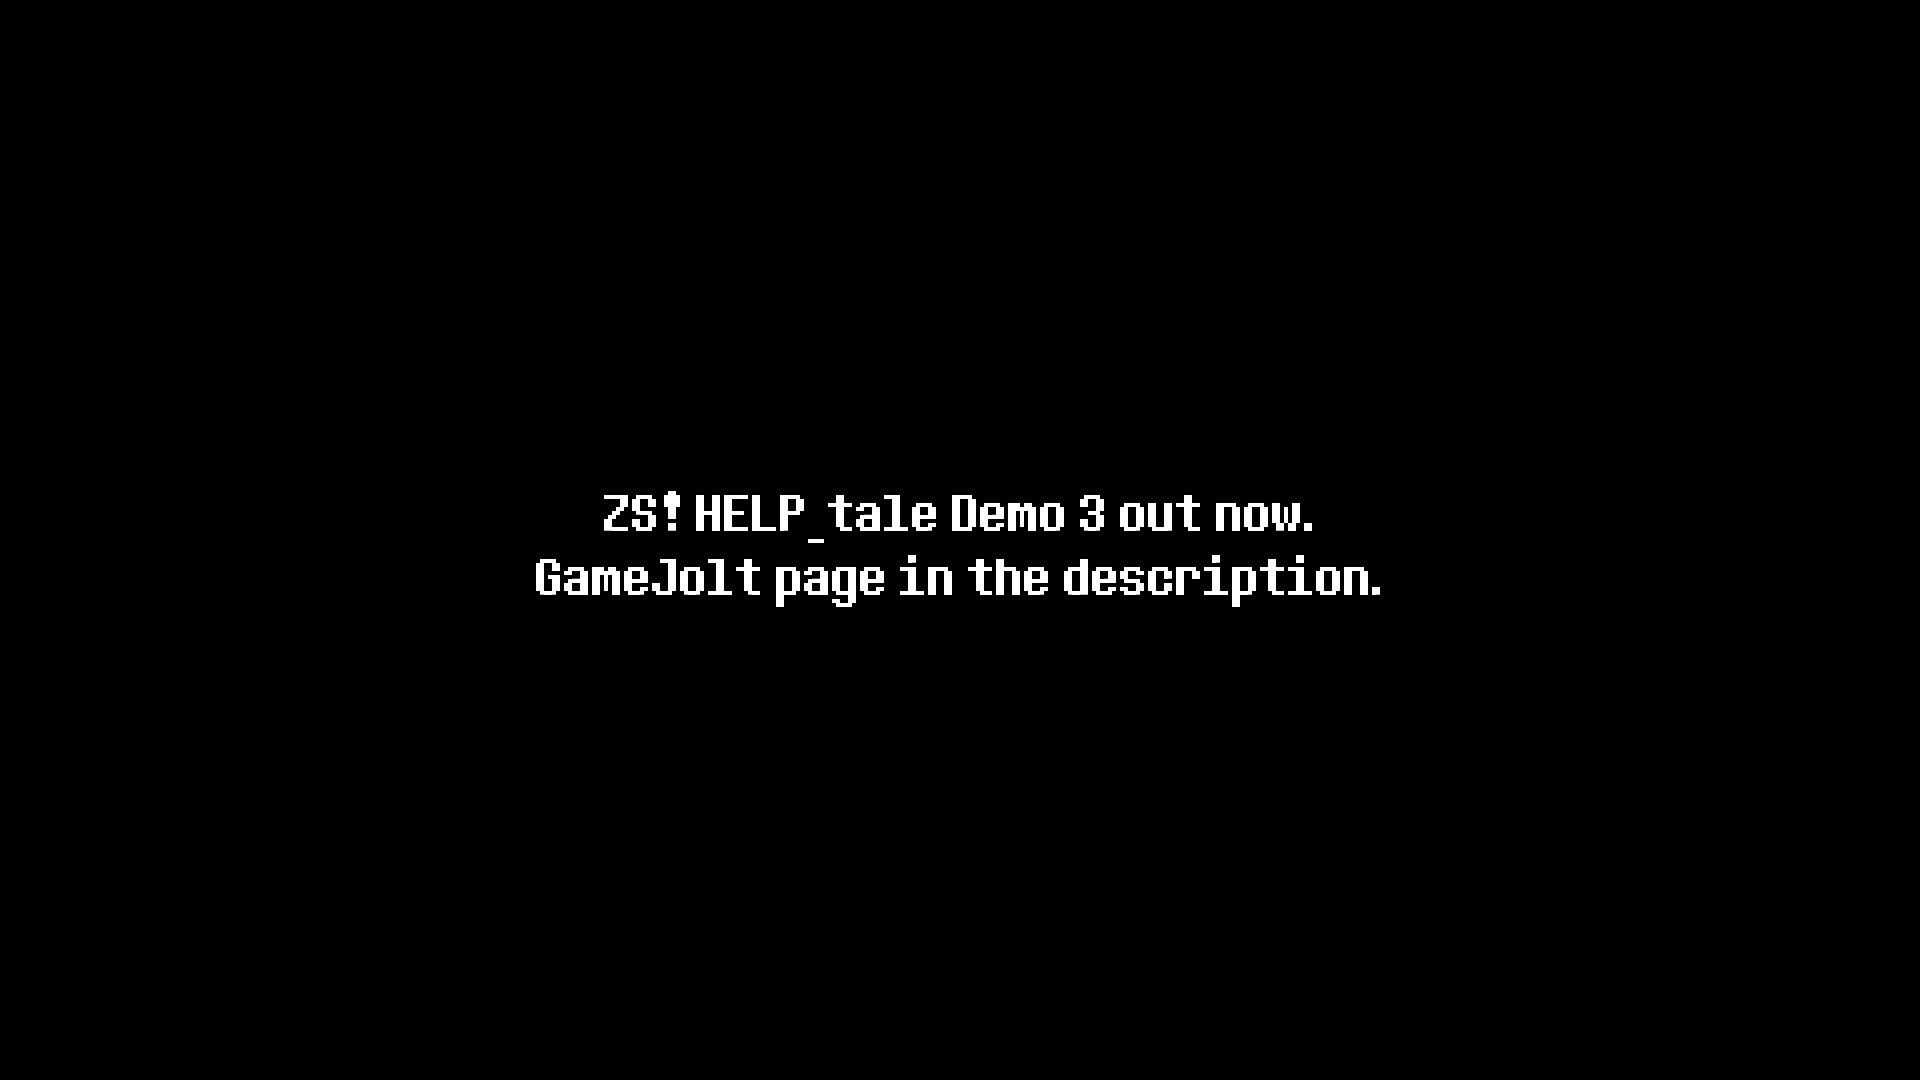 ZS! HELP_tale Demo 3 out now.
GameJolt page in the description.